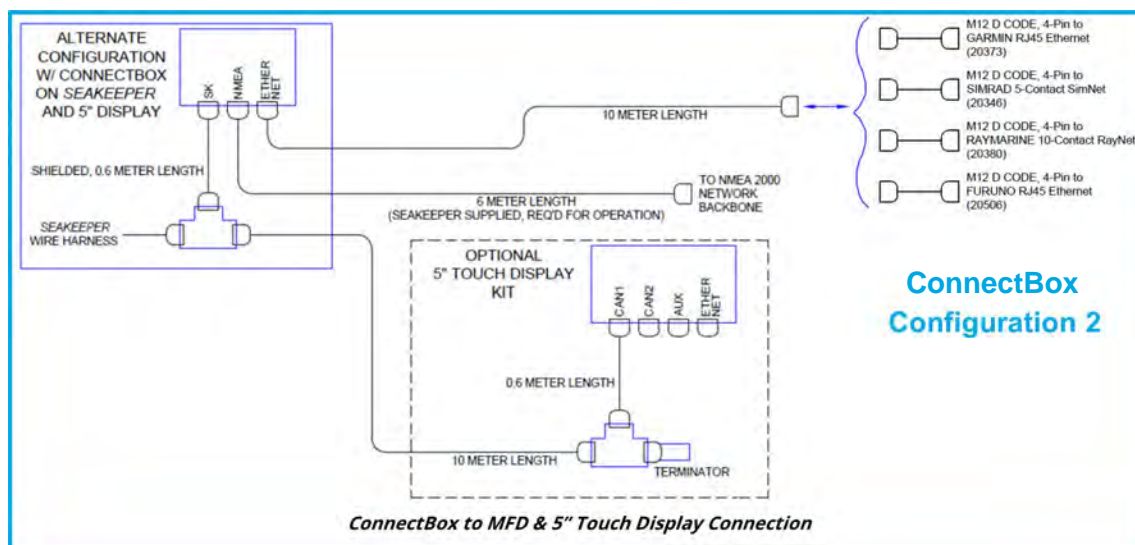 ALTERNATE
CONFIGURATION
W/ CONNECTBOX
ON SEAKEEPER
AND 5" DISPLAY
SK
NMEA
ETHER
NET
SHIELDED, 0.6 METER LENGTH
SEAKEEPER
WIRE HARNESS
10 METER LENGTH
6 METER LENGTH
(SEAKEEPER SUPPLIED, REQ'D FOR OPERATION)
TO NMEA 2000
NETWORK
BACKBONE
M12 D CODE, 4-Pin to
GARMIN RJ45 Ethernet
(20373)
M12 D CODE, 4-Pin to
SIMRAD 5-Contact SimNet
(20346)
M12 D CODE, 4-Pin to
RAYMARINE 10-Contact RayNet
(20380)
M12 D CODE, 4-Pin to
FURUNO RJ45 Ethernet
(20506)
OPTIONAL
5" TOUCH DISPLAY
KIT
CAN1
CAN2
AUX
ETHER
NET
0.6 METER LENGTH
10 METER LENGTH
TERMINATOR
ConnectBox
Configuration 2
ConnectBox to MFD & 5” Touch Display Connection